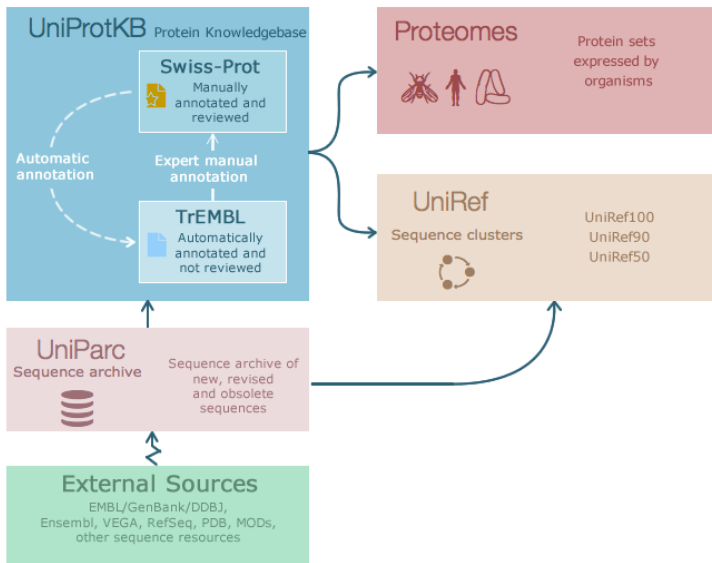 UniProtKB Protein Knowledgebase
Swiss-Prot
Manually
annotated and
reviewed
Automatic
annotation
Expert manual
annotation
TrEMBL
Automatically
annotated and
not reviewed
Proteomes
Protein sets
expressed by
organisms
UniRef
Sequence clusters
UniRef100
UniRef90
UniRef50
UniParc
Sequence archive
Sequence archive of
new, revised
and obsolete
sequences
External Sources
EMBL/GenBank/DDBJ,
Ensembl, VEGA, RefSeq, PDB, MODs,
other sequence resources